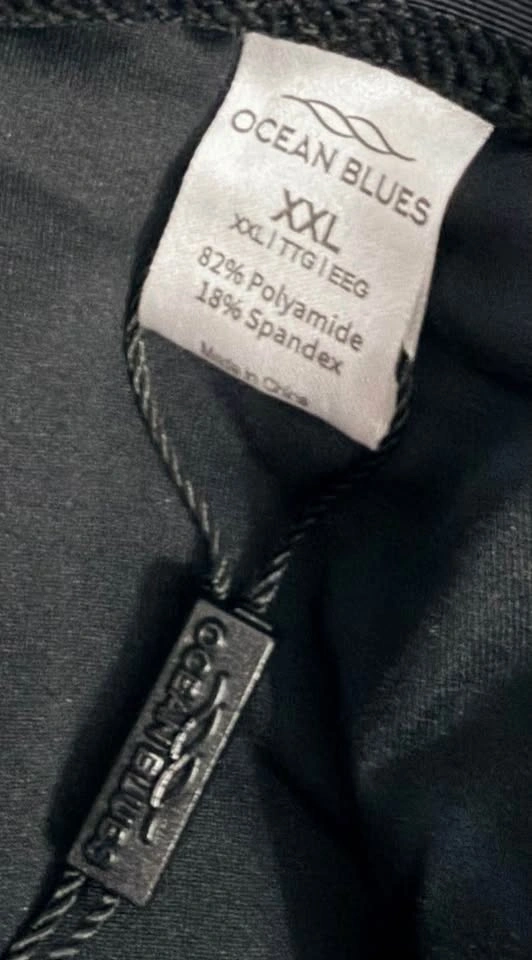 OCEAN BLUES
XXL
XXL | TTG | EEG
82% Polyamide
18% Spandex
Made in China
OCEAN BLUES